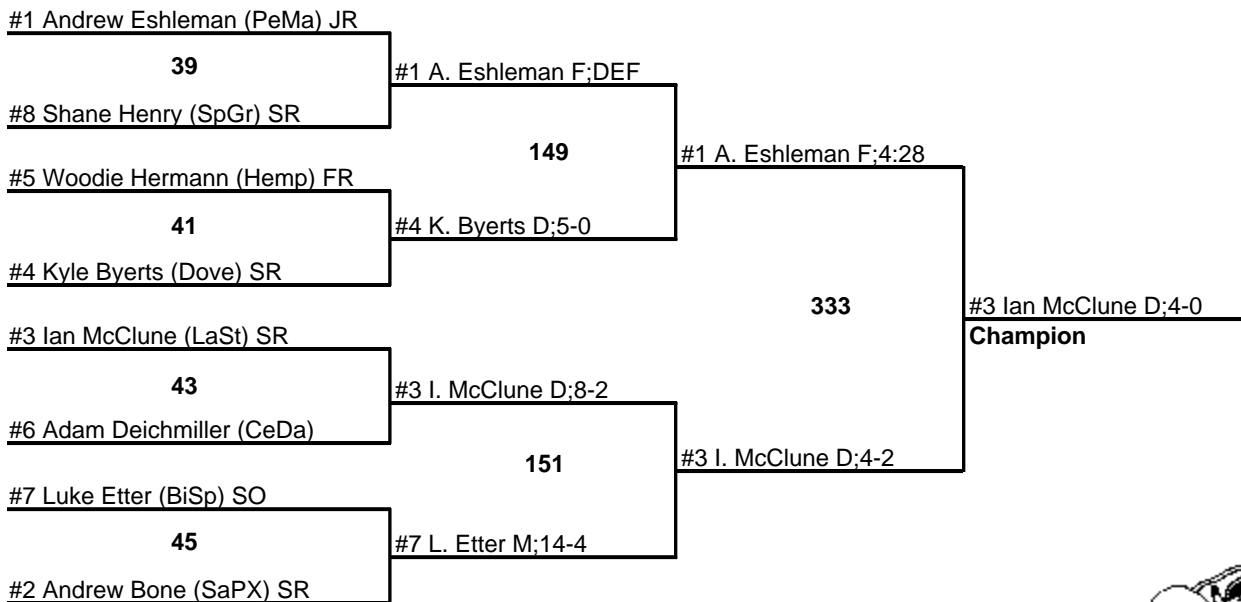 #1 Andrew Eshleman (PeMa) JR
39
#1 A. Eshleman F;DEF
#8 Shane Henry (SpGr) SR
149
#1 A. Eshleman F;4:28
#5 Woodie Hermann (Hemp) FR
41
#4 K. Byerts D;5-0
#4 Kyle Byerts (Dove) SR
333
#3 Ian McClune D;4-0
Champion
#3 Ian McClune (LaSt) SR
43
#3 I. McClune D;8-2
#6 Adam Deichmiller (CeDa)
151
#3 I. McClune D;4-2
#7 Luke Etter (BiSp) SO
45
#7 L. Etter M;14-4
#2 Andrew Bone (SaPX) SR